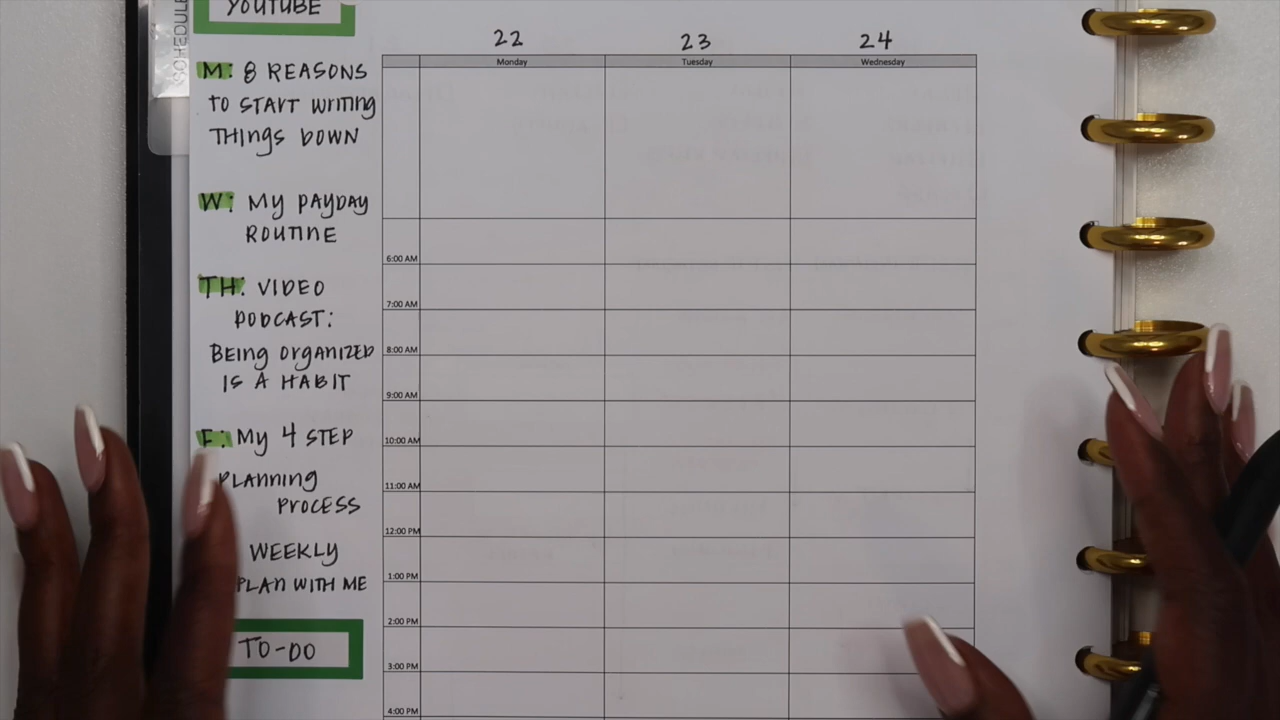 SCHEDULE
YOUTUBE
M: 8 REASONS
TO START WRITING
THINGS DOWN
W: MY PAYDAY
ROUTINE
TH: VIDEO
PODCAST:
BEING ORGANIZED
IS A HABIT
F: MY 4 STEP
PLANNING
PROCESS
WEEKLY
PLAN WITH ME
TO-DO
22 23 24
Monday Tuesday Wednesday
6:00 AM
7:00 AM
8:00 AM
9:00 AM
10:00 AM
11:00 AM
12:00 PM
1:00 PM
2:00 PM
3:00 PM
4:00 PM